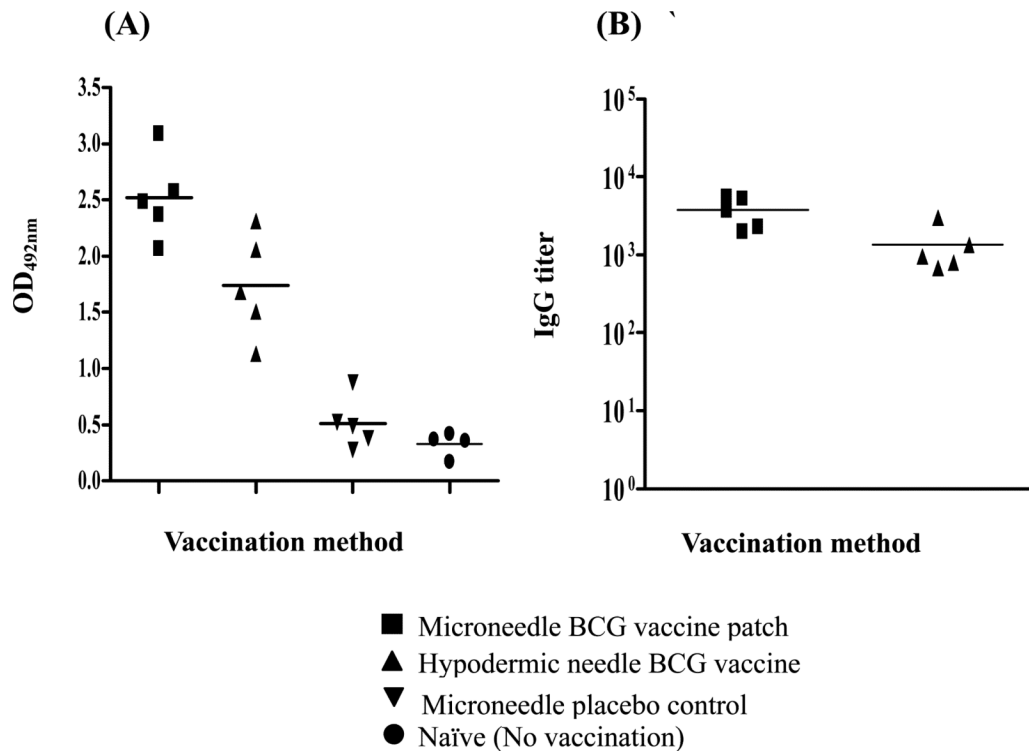 (A)
3.5
3.0
2.5
2.0
1.5
1.0
0.5
0.0
OD492nm
Vaccination method
(B) `
10^5
10^4
10^3
10^2
10^1
10^0
IgG titer
Vaccination method
Microneedle BCG vaccine patch
Hypodermic needle BCG vaccine
Microneedle placebo control
Naïve (No vaccination)